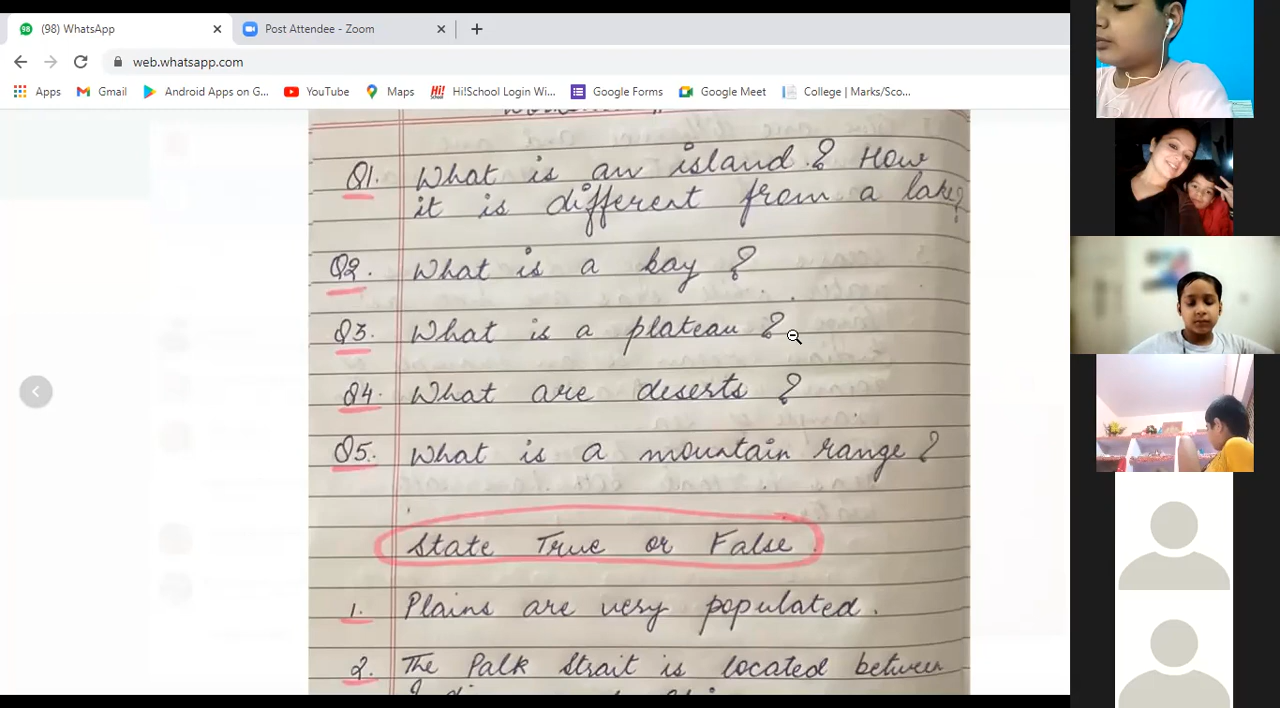 (98) WhatsApp
Post Attendee - Zoom
web.whatsapp.com
Apps
Gmail
Android Apps on G...
YouTube
Maps
Hi!School Login Wi...
Google Forms
Google Meet
College | Marks/Sco...
Q1. What is an island? How
it is different from a lake?
Q2. What is a bay?
Q3. What is a plateau?
Q4. What are deserts?
Q5. What is a mountain range?
State True or False.
1. Plains are very populated.
2. The Palk Strait is located between